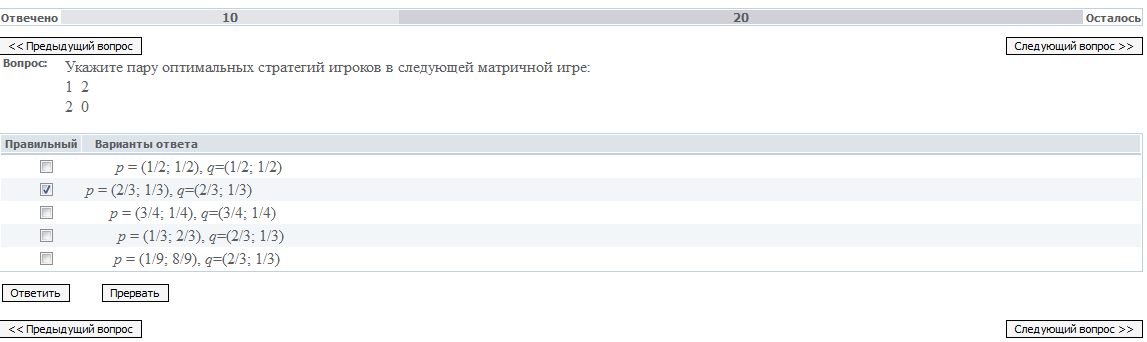 Отвечено 10 20 Осталось
<< Предыдущий вопрос Следующий вопрос >>
Вопрос: Укажите пару оптимальных стратегий игроков в следующей матричной игре:
1 2
2 0
Правильный Варианты ответа
p = (1/2; 1/2), q=(1/2; 1/2)
p = (2/3; 1/3), q=(2/3; 1/3)
p = (3/4; 1/4), q=(3/4; 1/4)
p = (1/3; 2/3), q=(2/3; 1/3)
p = (1/9; 8/9), q=(2/3; 1/3)
Ответить Прервать
<< Предыдущий вопрос Следующий вопрос >>